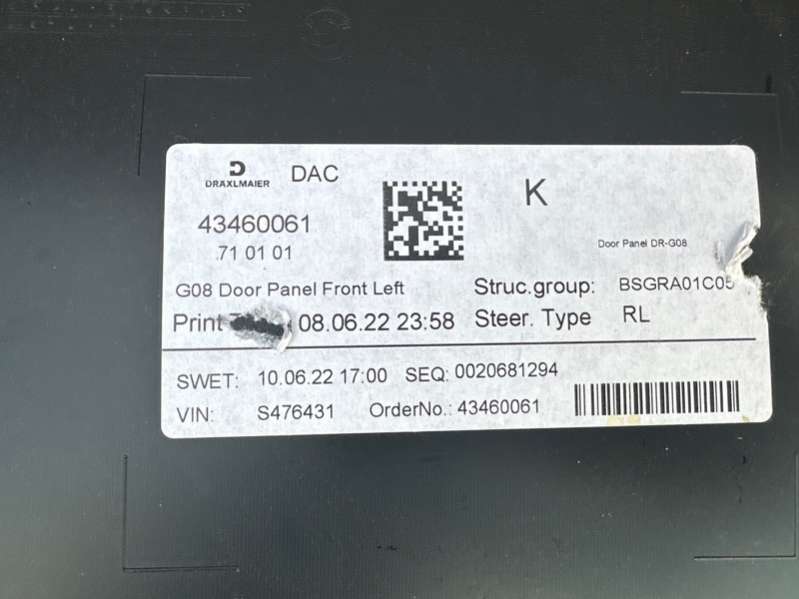 DRÄXLMAIER DAC
K
43460061
71 01 01
Door Panel DR-G08
G08 Door Panel Front Left Struc.group: BSGRA01C05
Print 08.06.22 23:58 Steer. Type RL
SWET: 10.06.22 17:00 SEQ: 0020681294
VIN: S476431 OrderNo.: 43460061